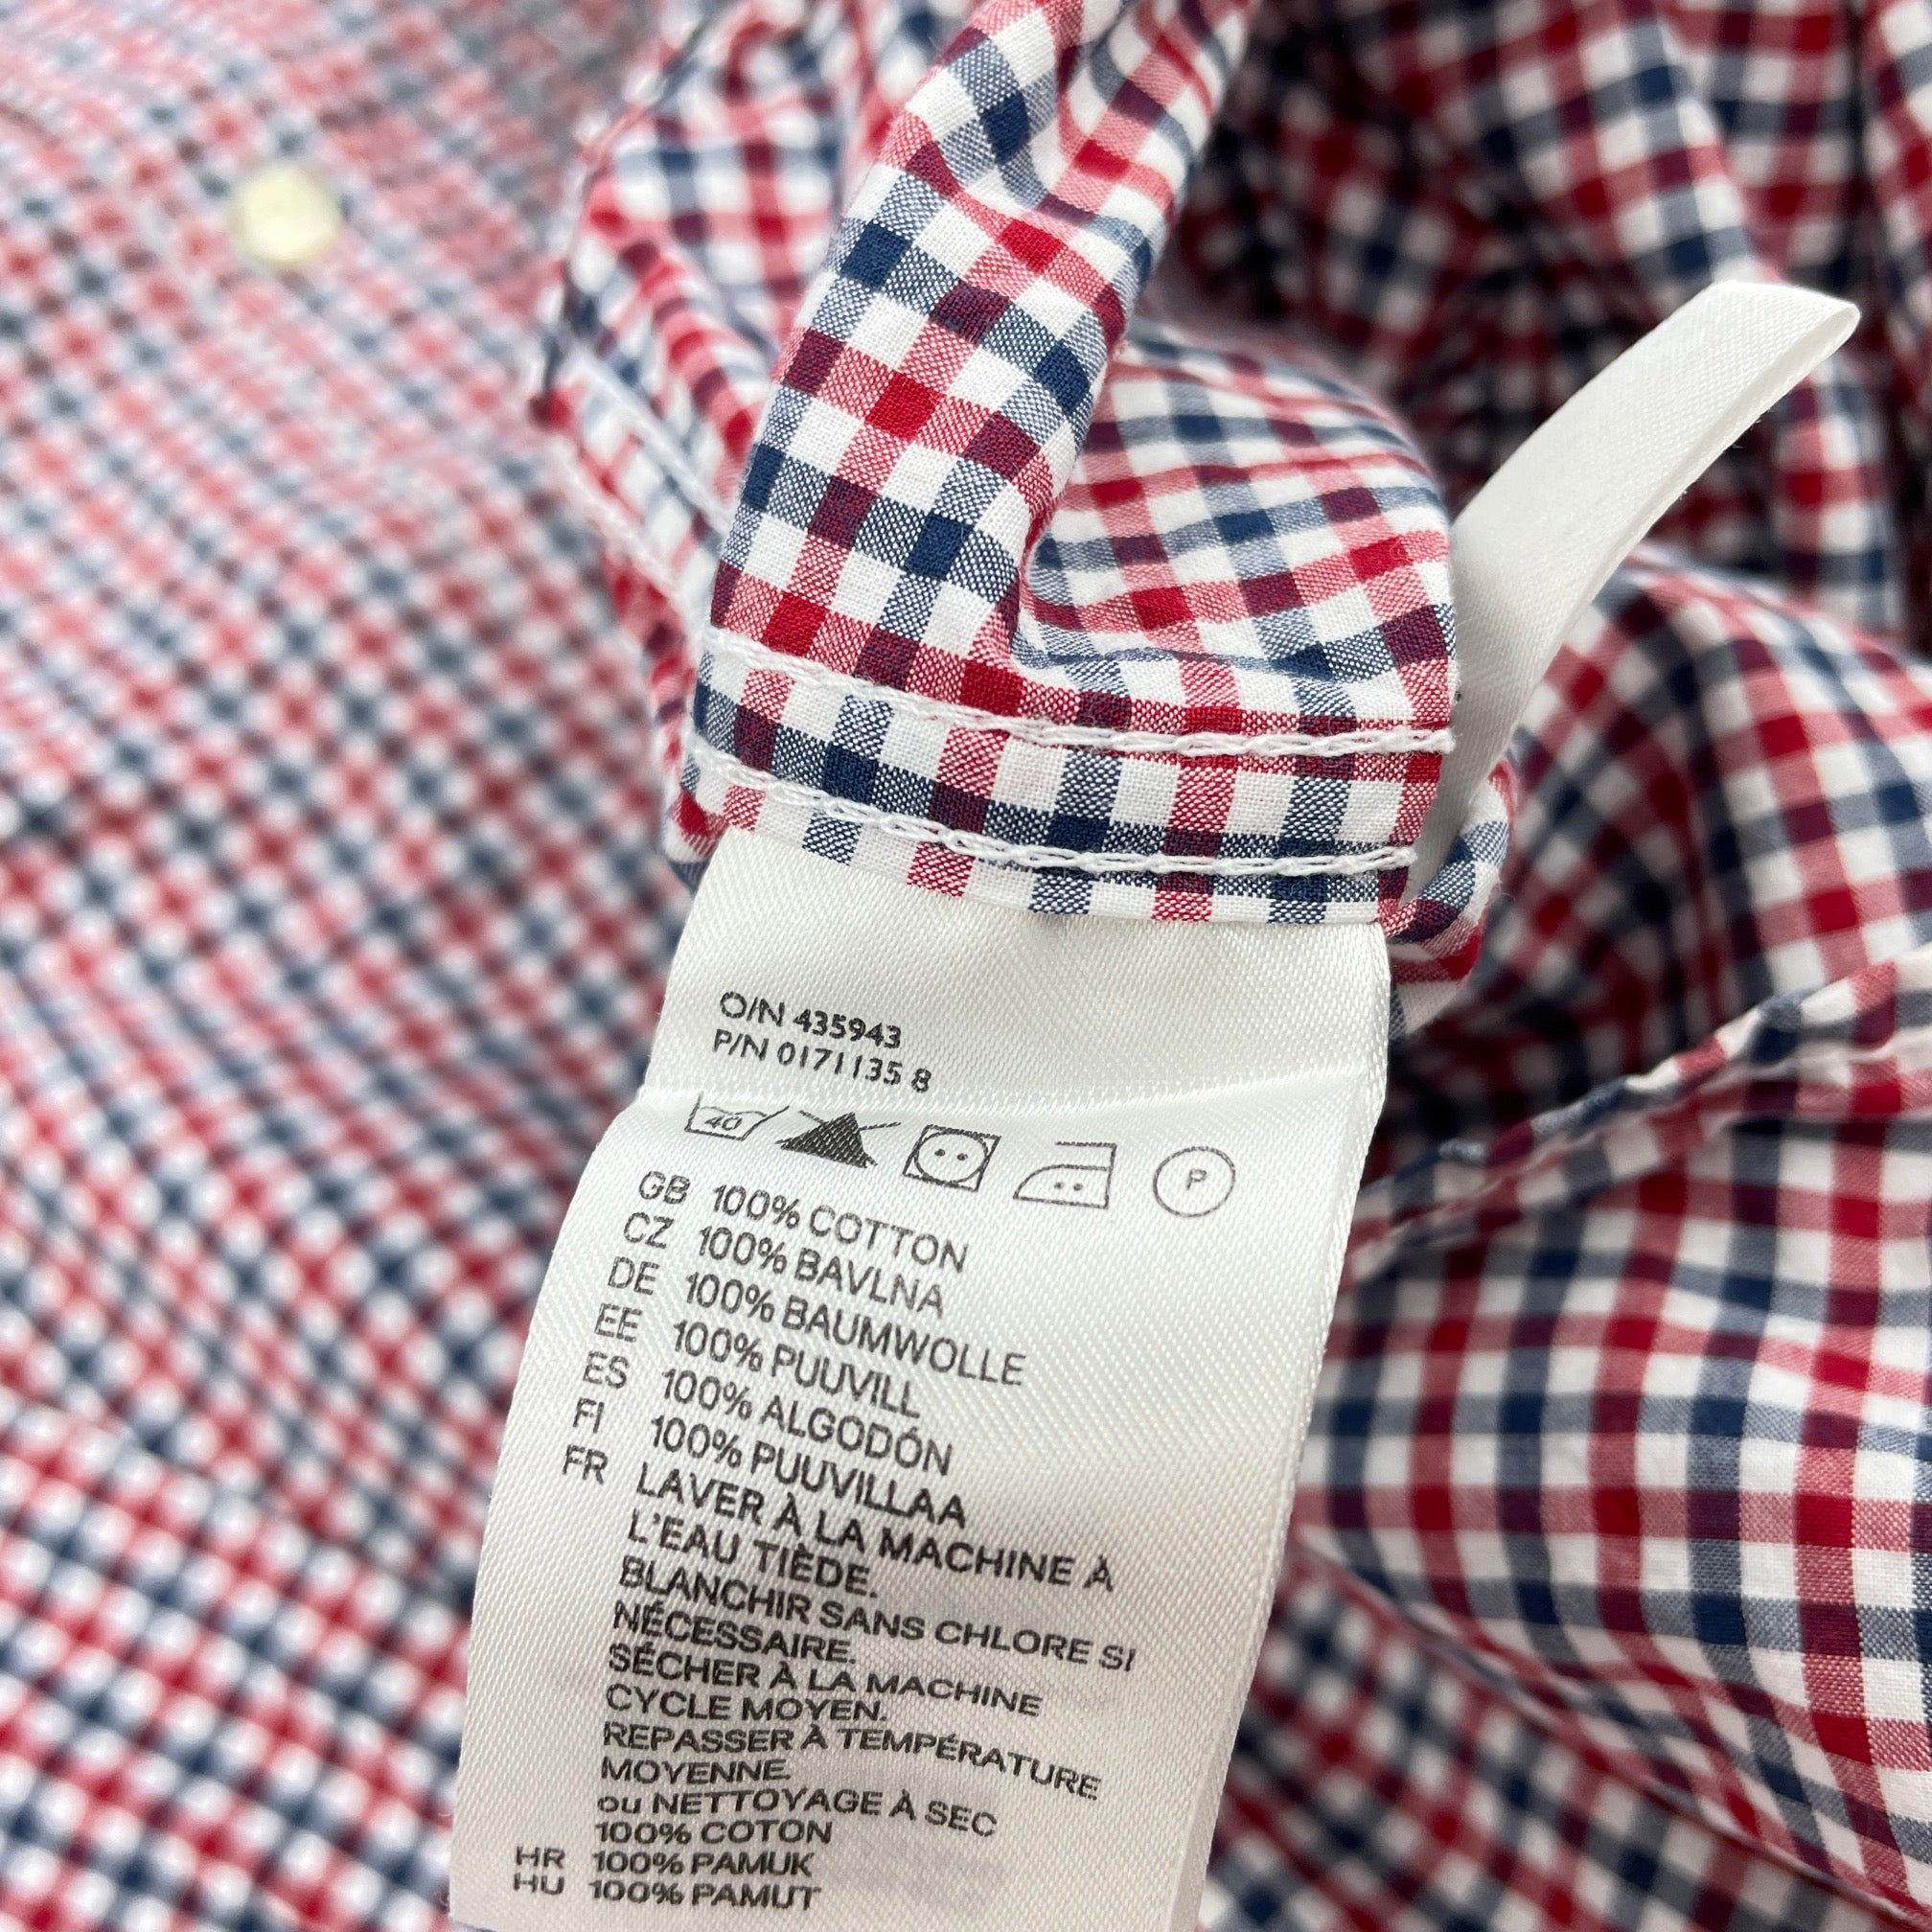 O/N 435943
P/N 0171135 8
40 P
GB 100% COTTON
CZ 100% BAVLNA
DE 100% BAUMWOLLE
EE 100% PUUVILL
ES 100% ALGODÓN
FI 100% PUUVILLAA
FR LAVER À LA MACHINE À
L'EAU TIÈDE.
BLANCHIR SANS CHLORE SI
NÉCESSAIRE.
SÉCHER À LA MACHINE
CYCLE MOYEN.
REPASSER À TEMPÉRATURE
MOYENNE.
ou NETTOYAGE À SEC
100% COTON
HR 100% PAMUK
HU 100% PAMUT